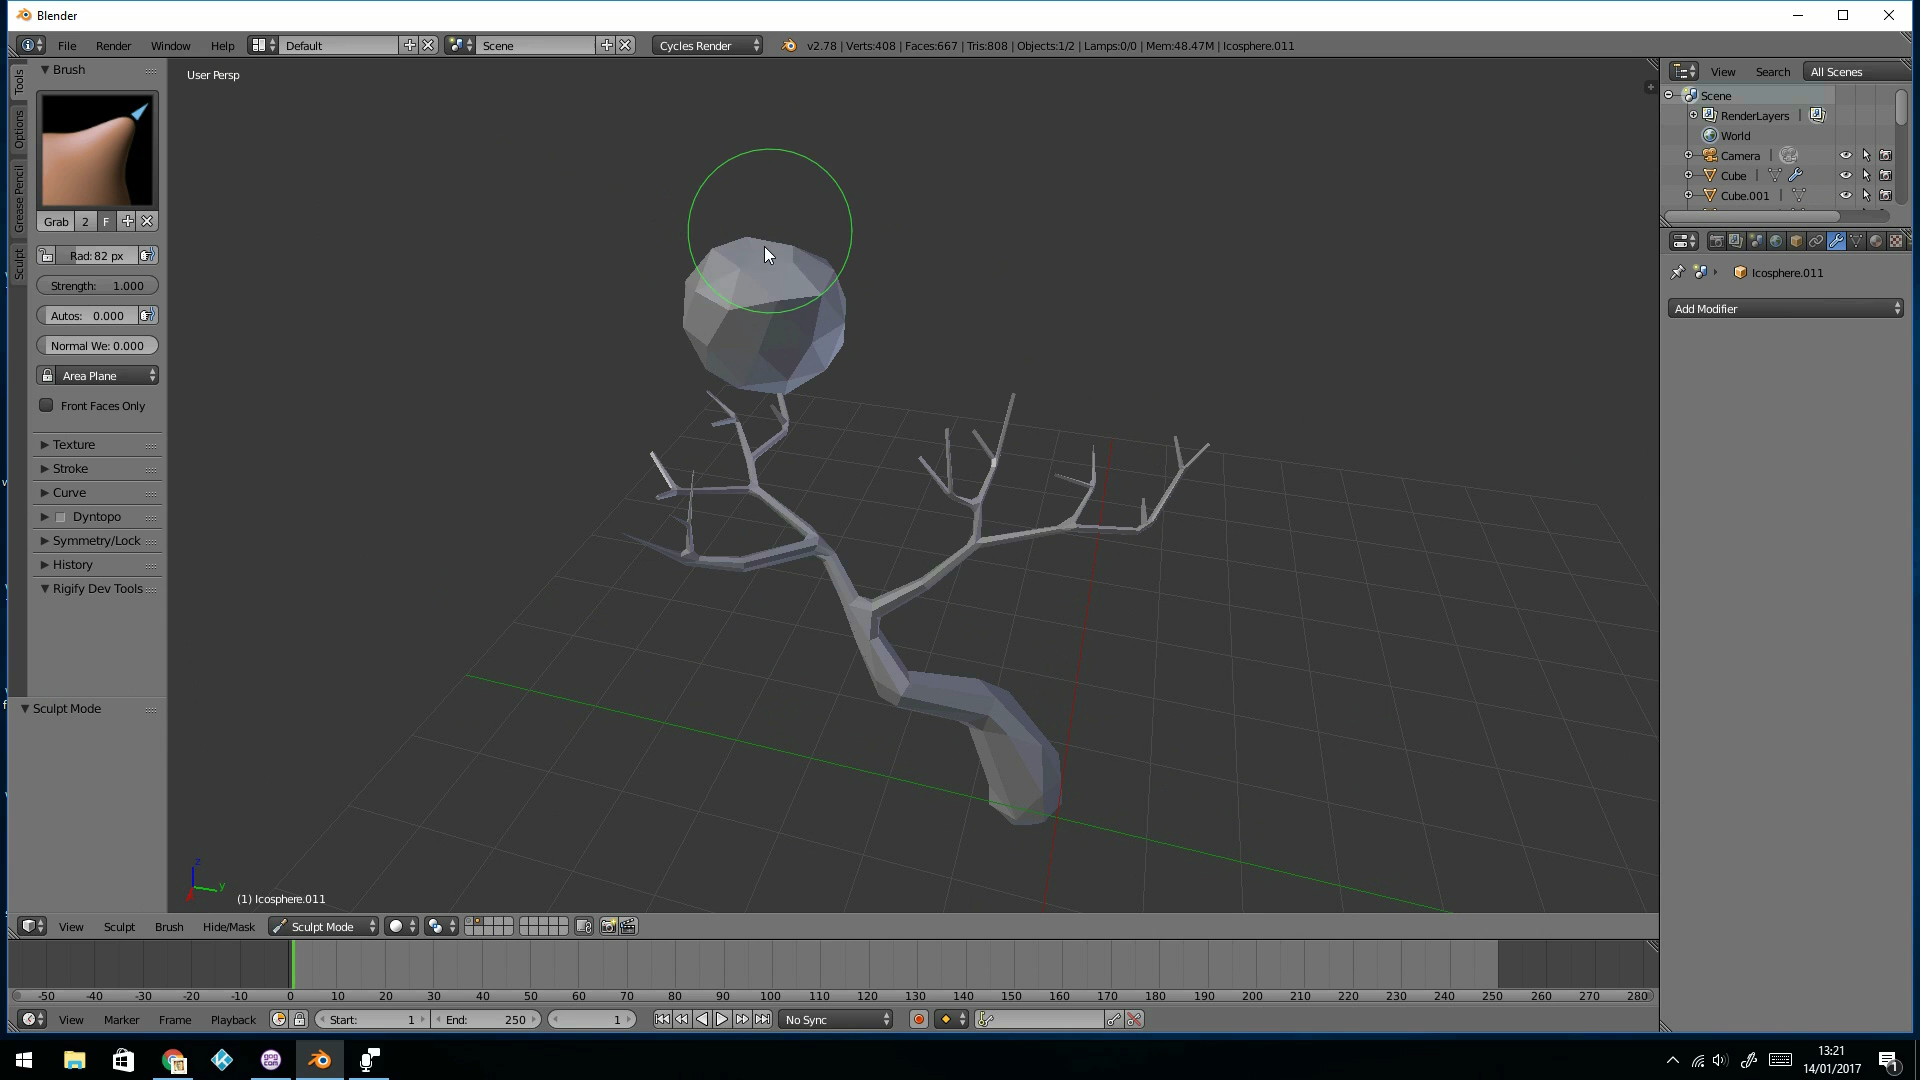 Blender
File Render Window Help Default Scene Cycles Render v2.78 | Verts:408 | Faces:667 | Tris:808 | Objects:1/2 | Lamps:0/0 | Mem:48.47M | Icosphere.011
Tools
Options
Grease Pencil
Sculpt
Brush
Grab 2 F
Rad: 82 px
Strength: 1.000
Autos: 0.000
Normal We: 0.000
Area Plane
Front Faces Only
Texture
Stroke
Curve
Dyntopo
Symmetry/Lock
History
Rigify Dev Tools
Sculpt Mode
User Persp
z
y
(1) Icosphere.011
View Search All Scenes
Scene
RenderLayers |
World
Camera |
Cube |
Cube.001 |
Icosphere.011
Add Modifier
View Sculpt Brush Hide/Mask Sculpt Mode
-50 -40 -30 -20 -10 0 10 20 30 40 50 60 70 80 90 100 110 120 130 140 150 160 170 180 190 200 210 220 230 240 250 260 270 280
View Marker Frame Playback Start: 1 End: 250 1 No Sync
gog.com
13:21
14/01/2017
1